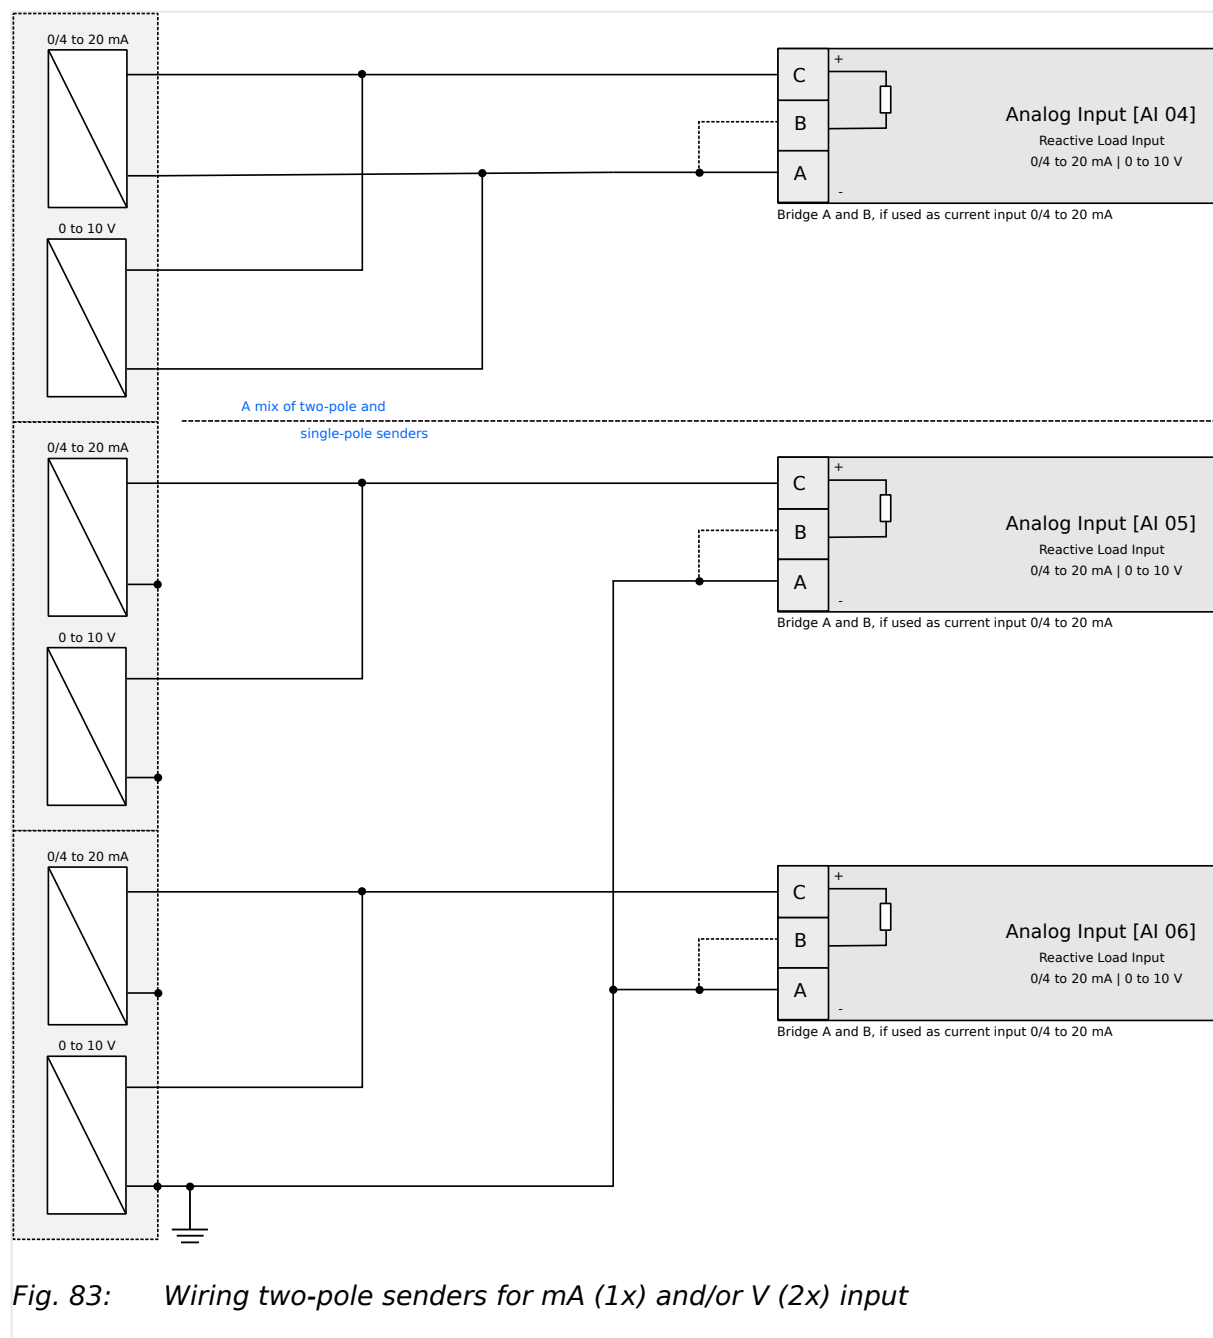 0/4 to 20 mA
C
+
B
Analog Input [AI 04]
Reactive Load Input
0/4 to 20 mA | 0 to 10 V
A
-
Bridge A and B, if used as current input 0/4 to 20 mA
0 to 10 V
A mix of two-pole and
single-pole senders
0/4 to 20 mA
C
+
B
Analog Input [AI 05]
Reactive Load Input
0/4 to 20 mA | 0 to 10 V
A
-
Bridge A and B, if used as current input 0/4 to 20 mA
0 to 10 V
0/4 to 20 mA
C
+
B
Analog Input [AI 06]
Reactive Load Input
0/4 to 20 mA | 0 to 10 V
A
-
Bridge A and B, if used as current input 0/4 to 20 mA
0 to 10 V
Fig. 83: Wiring two-pole senders for mA (1x) and/or V (2x) input